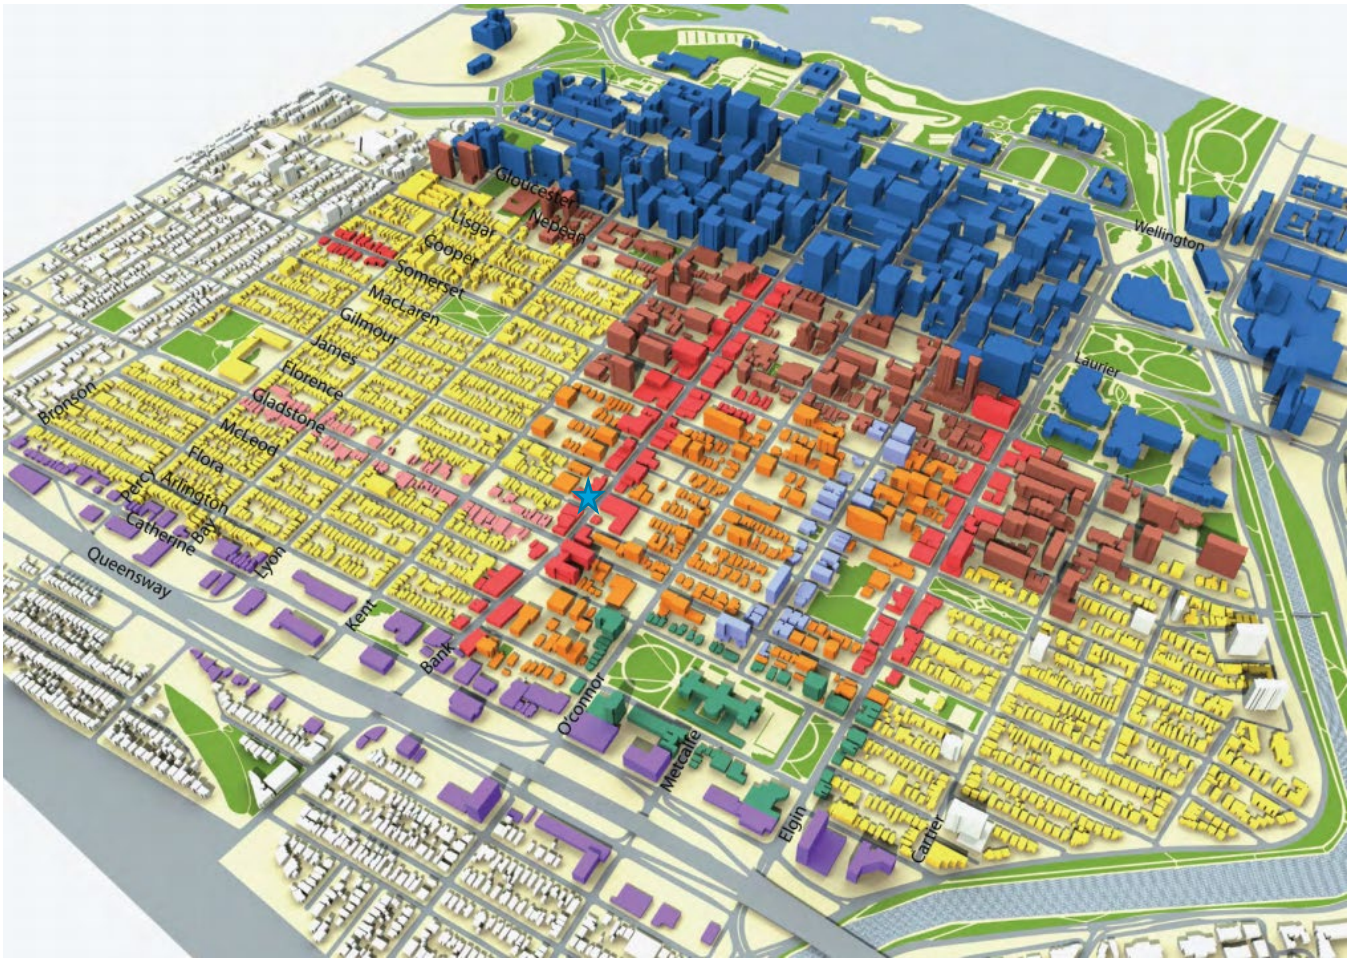 Gloucester
Nepean
Lisgar
Cooper
Somerset
MacLaren
Gilmour
James
Florence
Gladstone
McLeod
Flora
Arlington
Catherine
Queensway
Bronson
Percy
Bay
Lyon
Kent
Bank
O'connor
Metcalfe
Elgin
Cartier
Wellington
Laurier